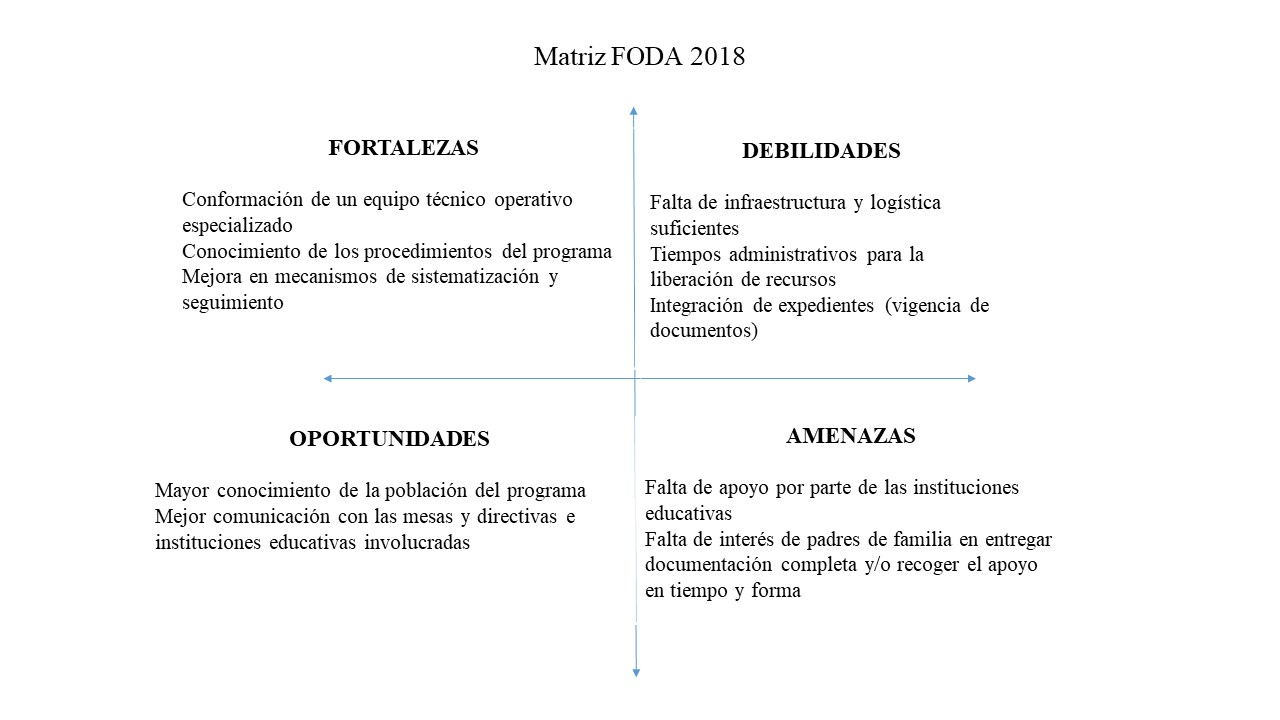 Matriz FODA 2018
FORTALEZAS
Conformación de un equipo técnico operativo
especializado
Conocimiento de los procedimientos del programa
Mejora en mecanismos de sistematización y
seguimiento
DEBILIDADES
Falta de infraestructura y logística
suficientes
Tiempos administrativos para la
liberación de recursos
Integración de expedientes (vigencia de
documentos)
OPORTUNIDADES
Mayor conocimiento de la población del programa
Mejor comunicación con las mesas y directivas e
instituciones educativas involucradas
AMENAZAS
Falta de apoyo por parte de las instituciones
educativas
Falta de interés de padres de familia en entregar
documentación completa y/o recoger el apoyo
en tiempo y forma